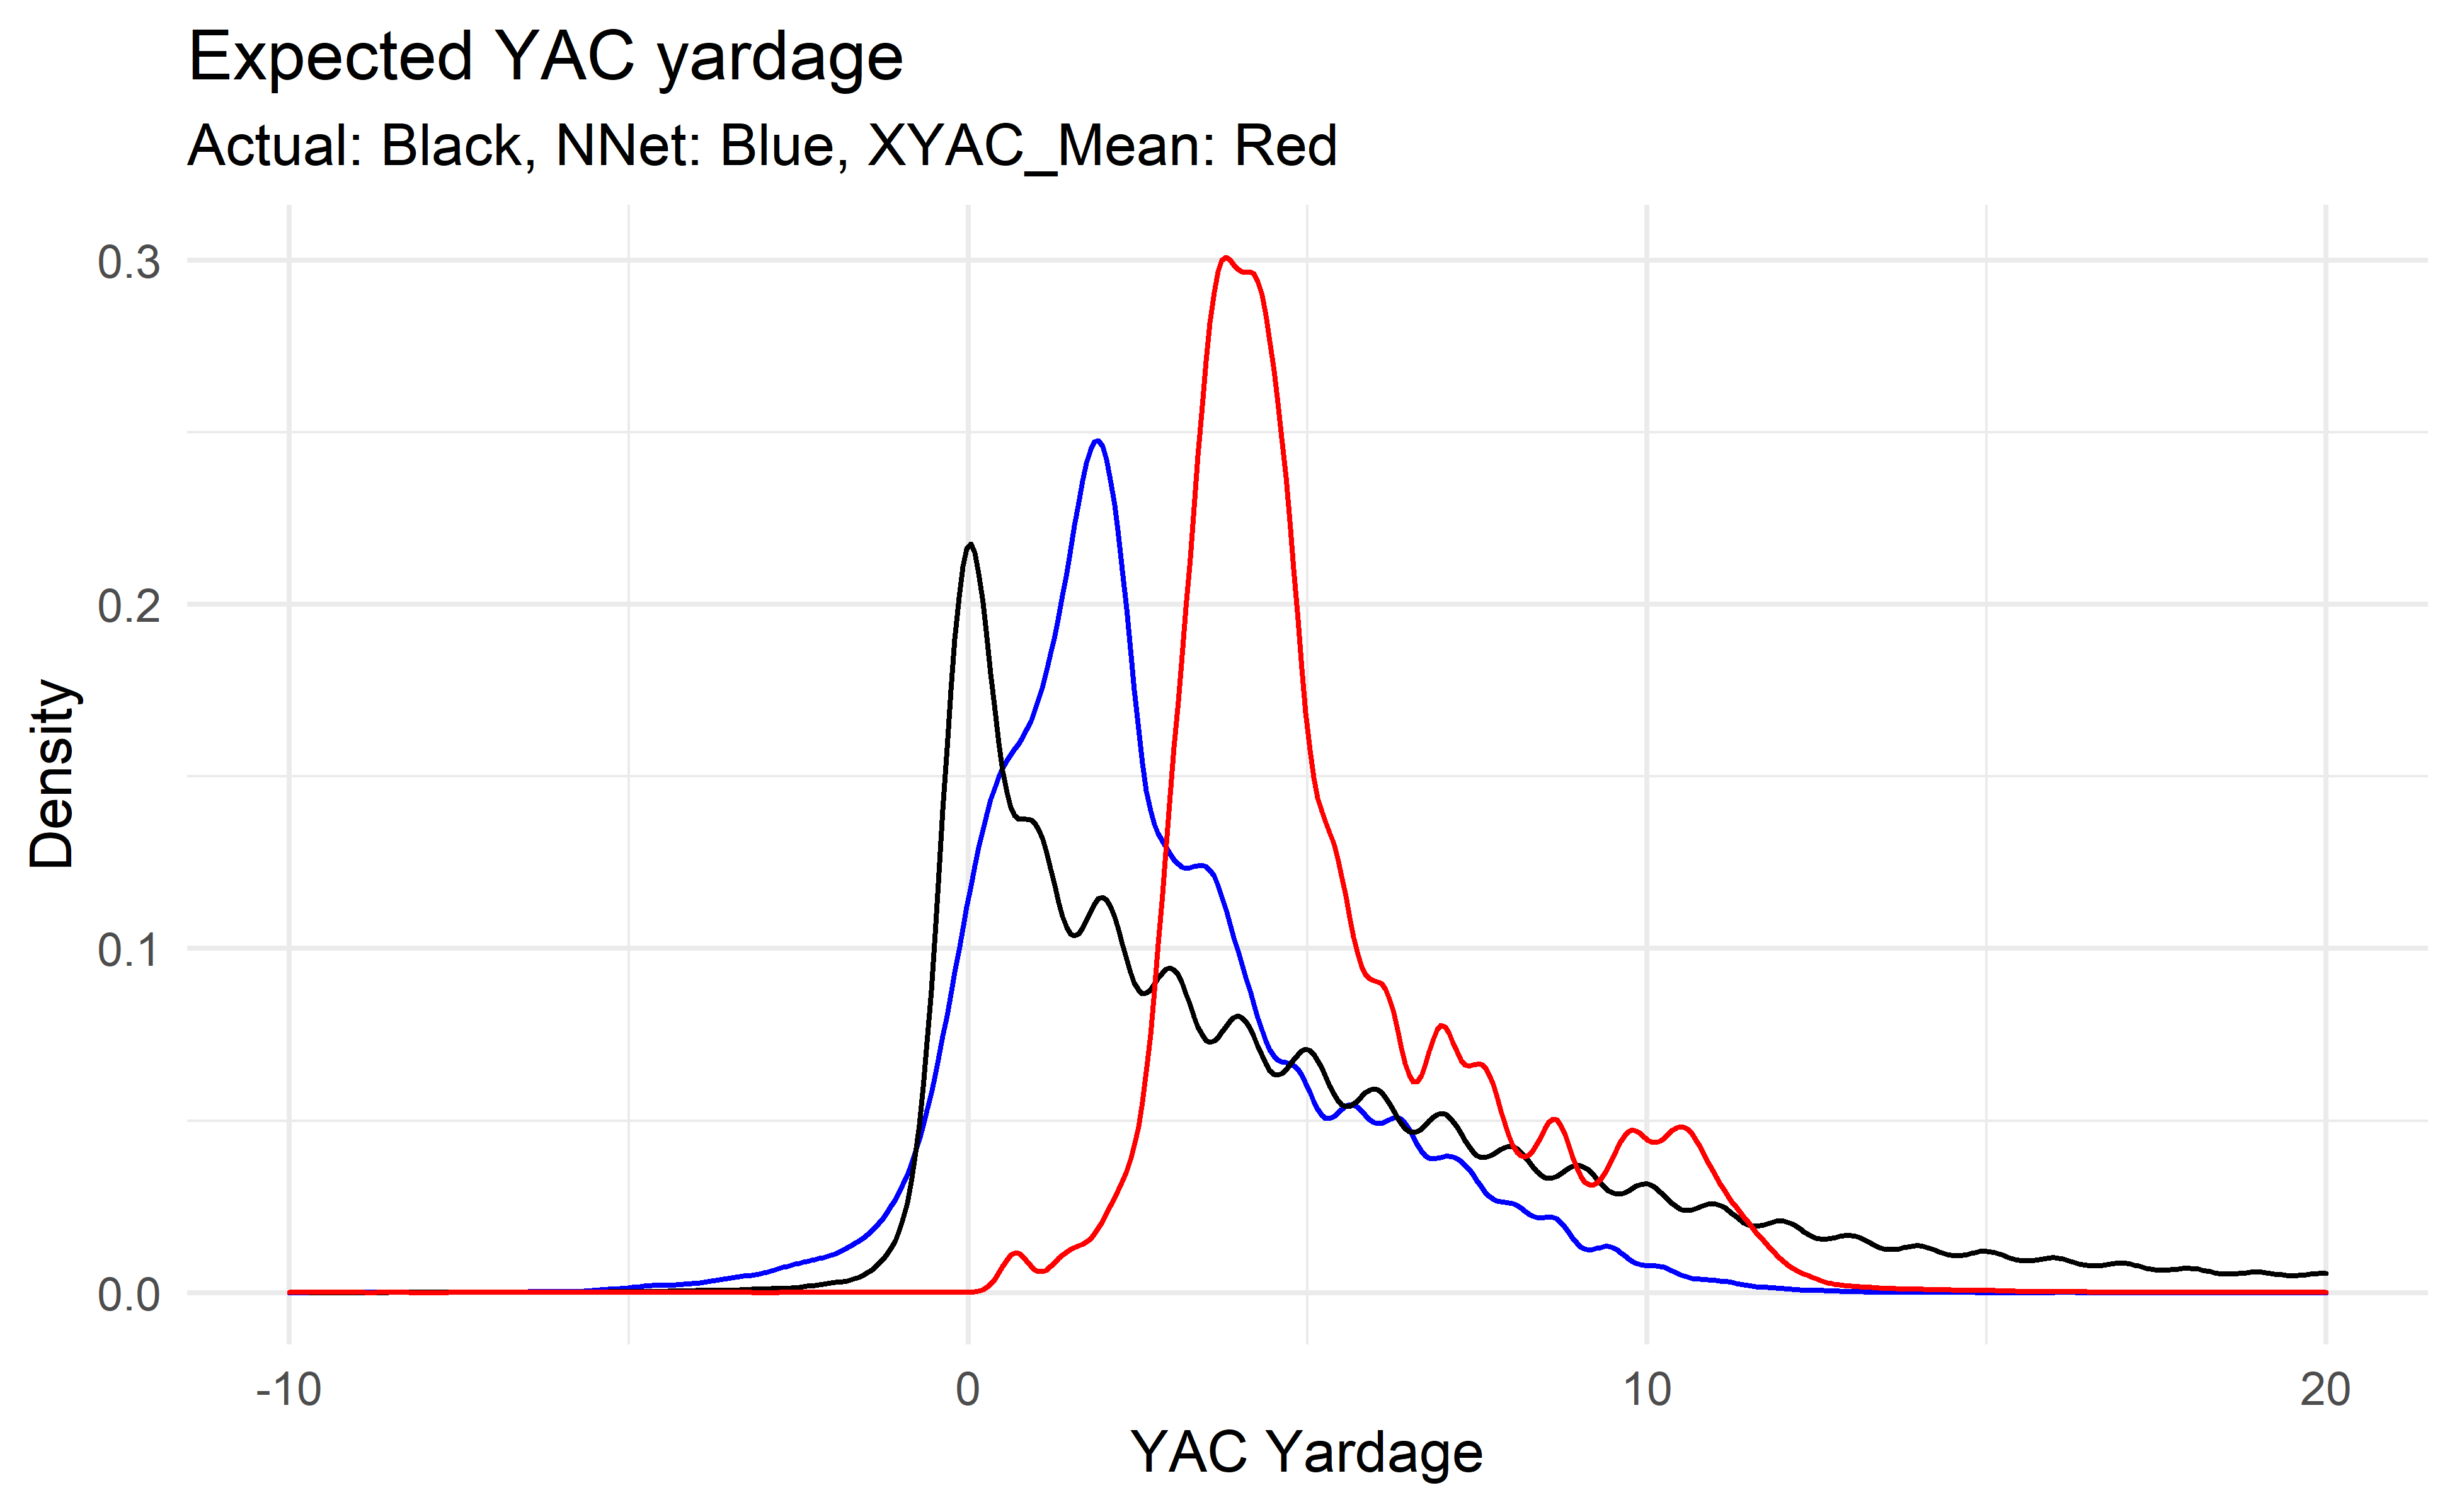 Expected YAC yardage
Actual: Black, NNet: Blue, XYAC_Mean: Red
0.3
0.2
0.1
0.0
Density
-10 0 10 20
YAC Yardage